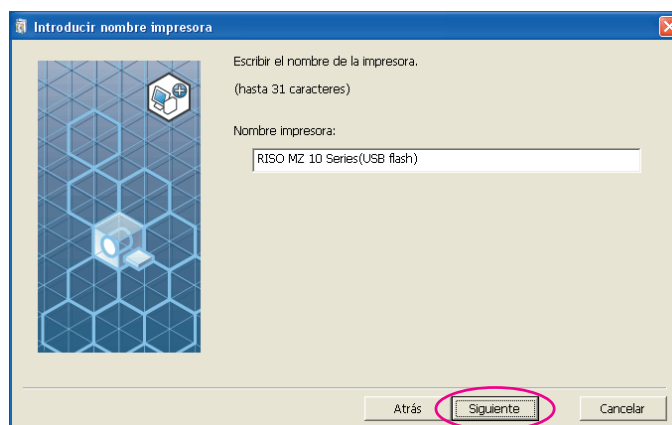 Introducir nombre impresora
Escribir el nombre de la impresora.
(hasta 31 caracteres)
Nombre impresora:
RISO MZ 10 Series(USB flash)
Atrás
Siguiente
Cancelar